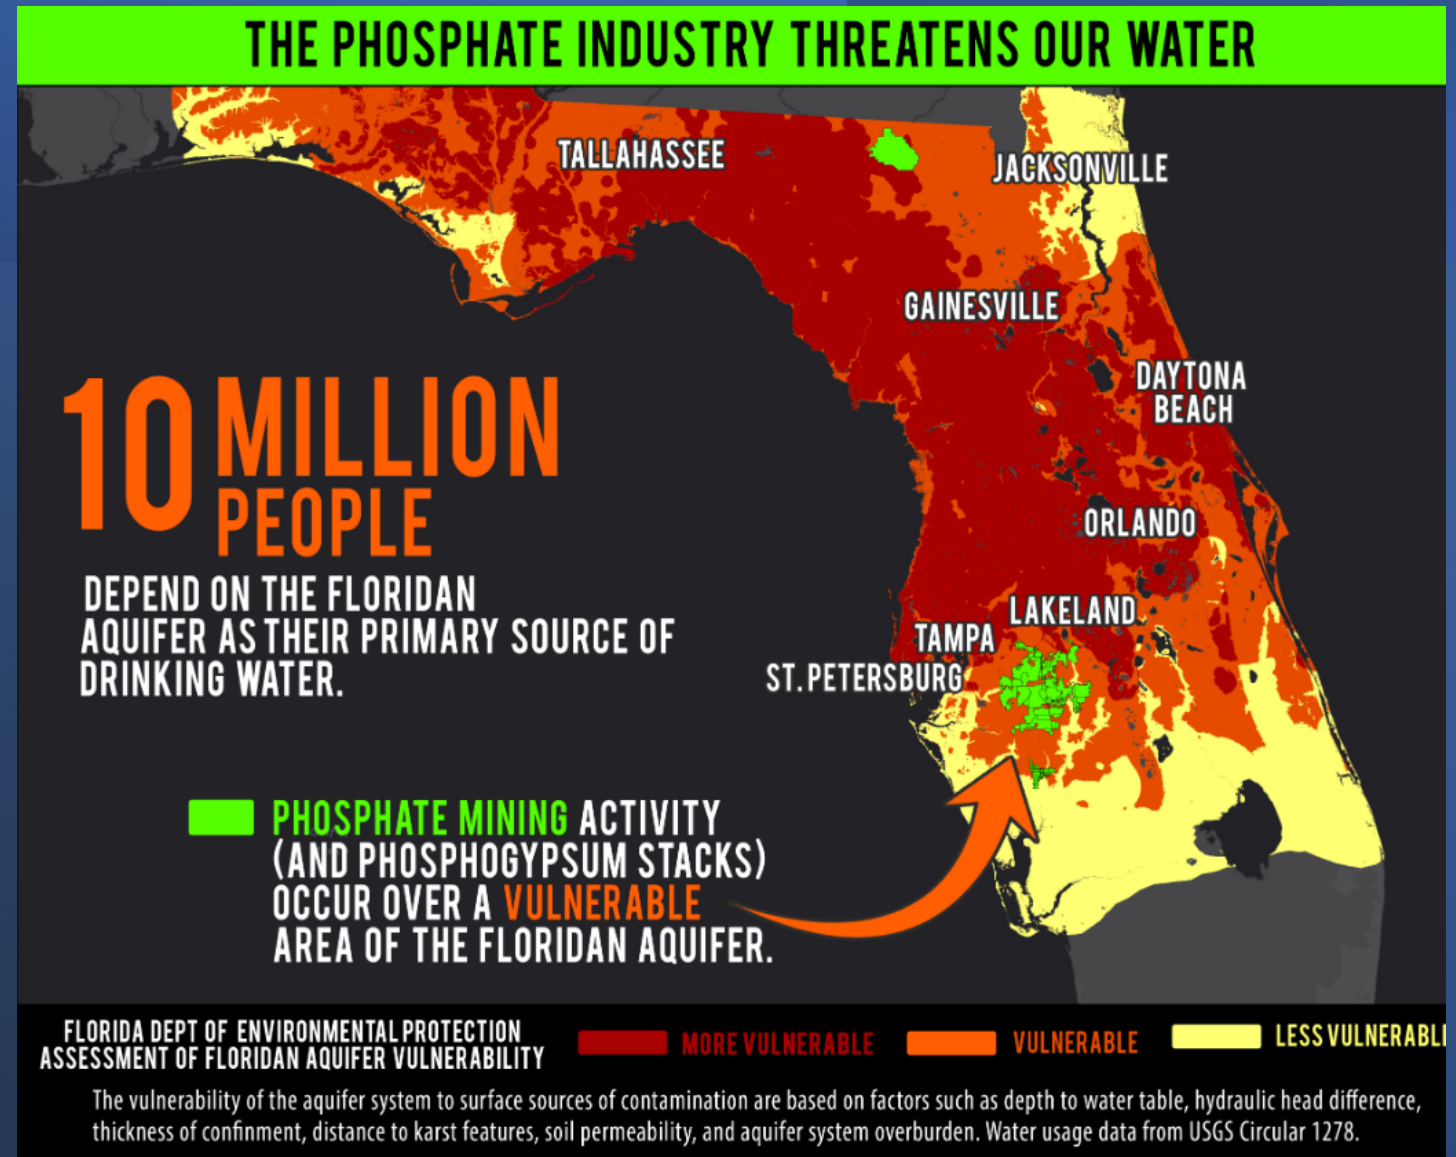 THE PHOSPHATE INDUSTRY THREATENS OUR WATER
TALLAHASSEE
JACKSONVILLE
GAINESVILLE
DAYTONA
BEACH
ORLANDO
LAKELAND
TAMPA
ST. PETERSBURG
10 MILLION
PEOPLE
DEPEND ON THE FLORIDAN
AQUIFER AS THEIR PRIMARY SOURCE OF
DRINKING WATER.
PHOSPHATE MINING ACTIVITY
(AND PHOSPHOGYPSUM STACKS)
OCCUR OVER A VULNERABLE
AREA OF THE FLORIDAN AQUIFER.
FLORIDA DEPT OF ENVIRONMENTAL PROTECTION
ASSESSMENT OF FLORIDAN AQUIFER VULNERABILITY
MORE VULNERABLE
VULNERABLE
LESS VULNERABL
The vulnerability of the aquifer system to surface sources of contamination are based on factors such as depth to water table, hydraulic head difference,
thickness of confinment, distance to karst features, soil permeability, and aquifer system overburden. Water usage data from USGS Circular 1278.